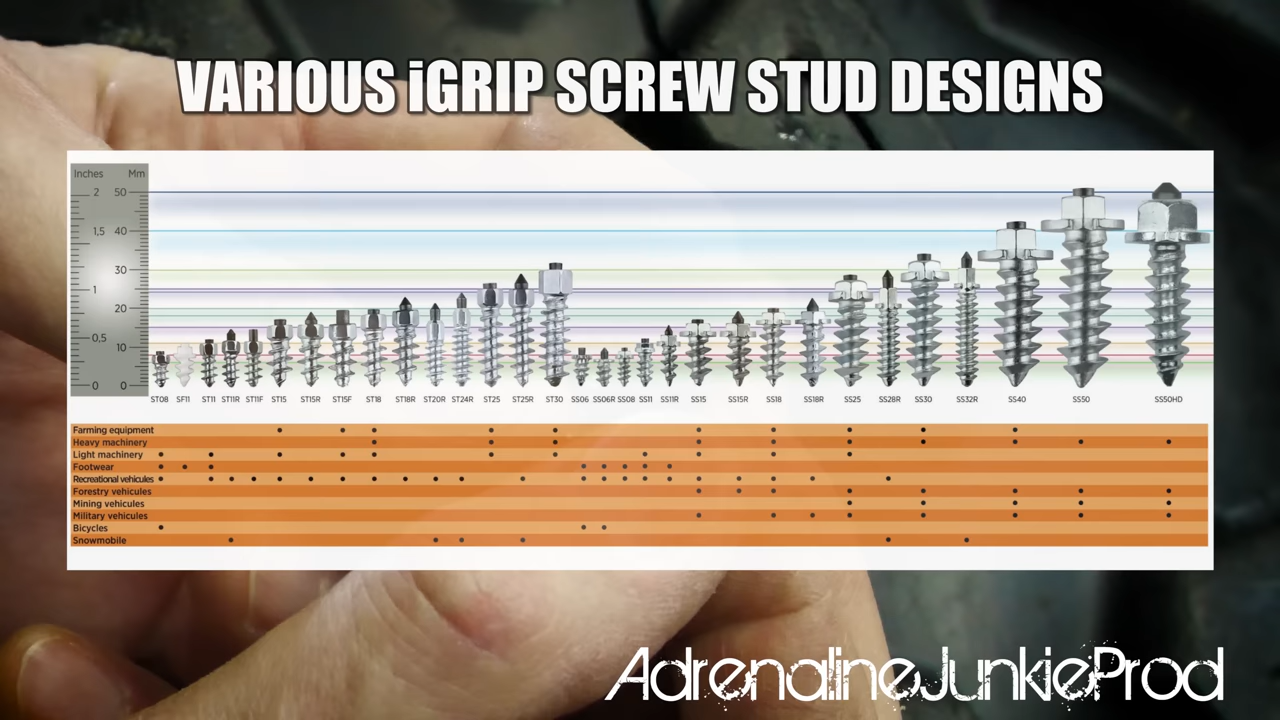 VARIOUS iGRIP SCREW STUD DESIGNS
Inches Mm
2 50
1,5 40
30
1
20
0,5 10
0 0
ST08 SF11 ST11 ST11R ST11F ST15 ST15R ST15F ST18 ST18R ST20R ST24R ST25 ST25R ST30 SS06 SS06R SS08 SS11 SS11R SS15 SS15R SS18 SS18R SS25 SS28R SS30 SS32R SS40 SS50 SS50HD
Farming equipment
Heavy machinery
Light machinery
Footwear
Recreational vehicles
Forestry vehicles
Mining vehicles
Military vehicles
Bicycles
Snowmobile
AdrenalineJunkieProd